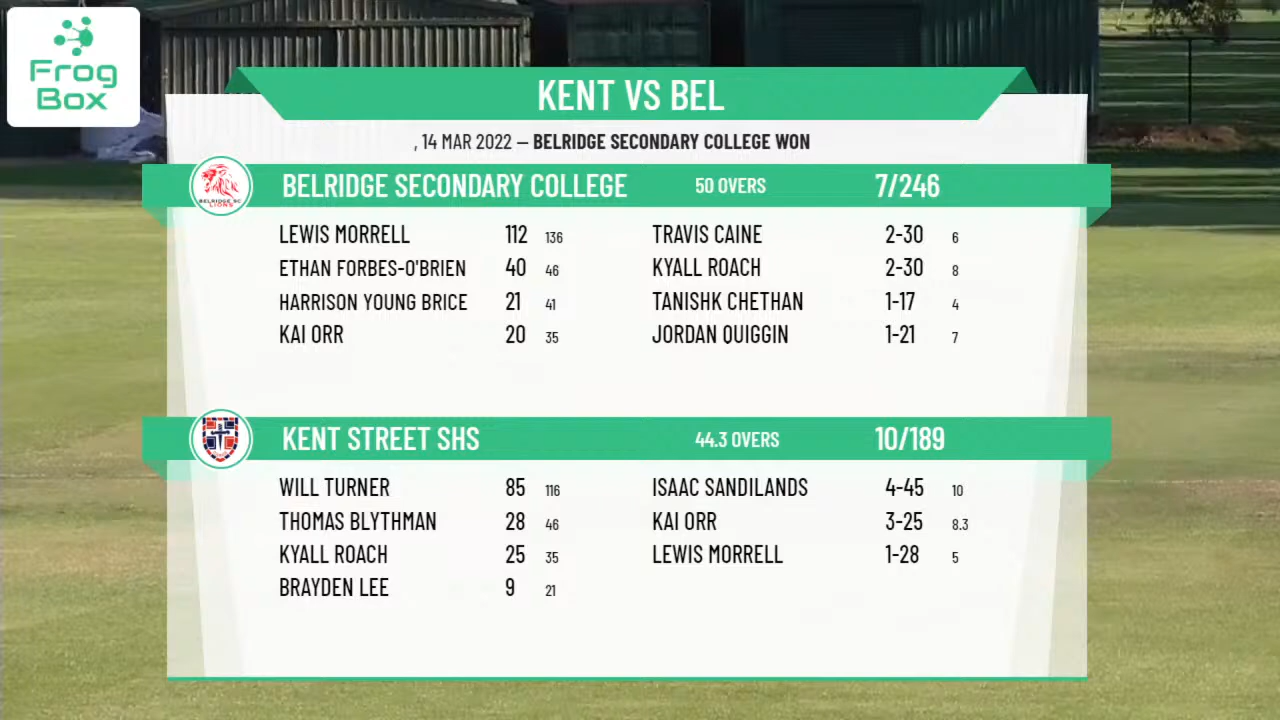 Frog
Box
KENT VS BEL
, 14 MAR 2022 – BELRIDGE SECONDARY COLLEGE WON
BELRIDGE SECONDARY COLLEGE 50 OVERS 7/246
BELRIDGE SC
LIONS
LEWIS MORRELL 112 136 TRAVIS CAINE 2-30 6
ETHAN FORBES-O'BRIEN 40 46 KYALL ROACH 2-30 8
HARRISON YOUNG BRICE 21 41 TANISHK CHETHAN 1-17 4
KAI ORR 20 35 JORDAN QUIGGIN 1-21 7
KENT STREET SHS 44.3 OVERS 10/189
WILL TURNER 85 116 ISAAC SANDILANDS 4-45 10
THOMAS BLYTHMAN 28 46 KAI ORR 3-25 8.3
KYALL ROACH 25 35 LEWIS MORRELL 1-28 5
BRAYDEN LEE 9 21